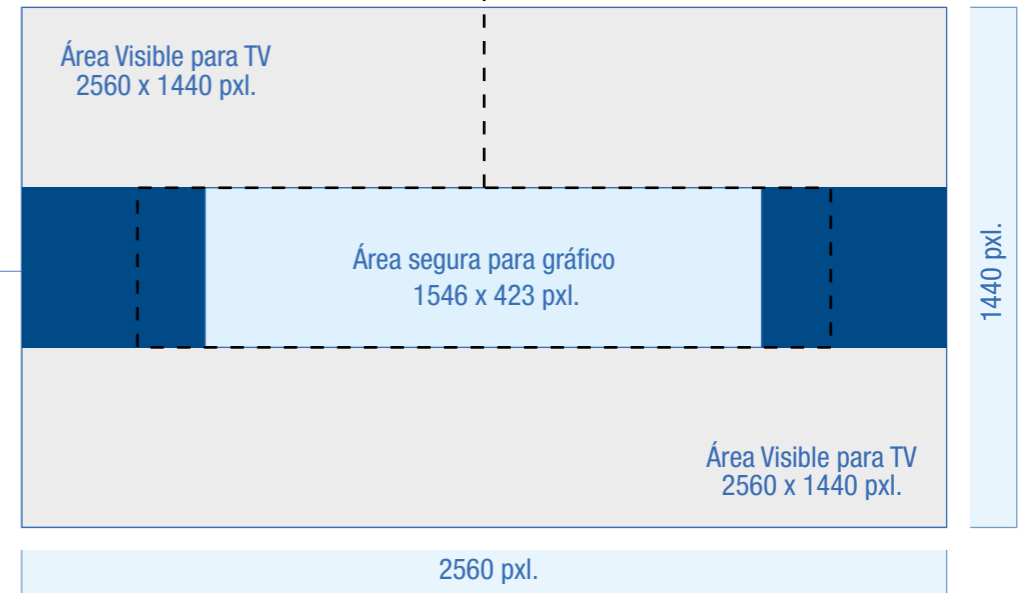 Área Visible para TV
2560 x 1440 pxl.
Área segura para gráfico
1546 x 423 pxl.
1440 pxl.
Área Visible para TV
2560 x 1440 pxl.
2560 pxl.